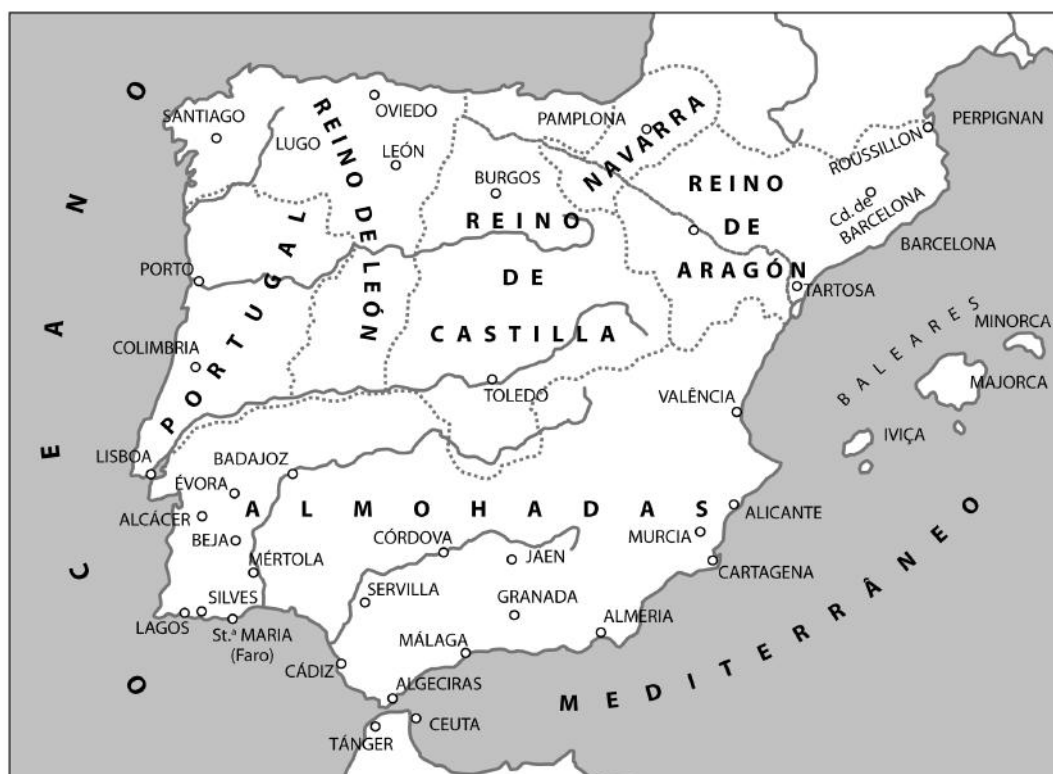 OCEANO
SANTIAGO
LUGO
OVIEDO
LEÓN
REINO DE LEÓN
PAMPLONA
NAVARRA
BURGOS
REINO
DE
CASTILLA
REINO
DE
ARAGÓN
ROUSSILLON
PERPIGNAN
Cd. de
BARCELONA
BARCELONA
TARTOSA
PORTO
PORTUGAL
COLIMBRIA
TOLEDO
VALÊNCIA
BALEARES
MINORCA
MAJORCA
IVIÇA
LISBOA
BADAJOZ
ÉVORA
ALCÁCER
BEJA
MÉRTOLA
ALMOHADAS
CÓRDOVA
JAEN
MURCIA
ALICANTE
CARTAGENA
SERVILLA
GRANADA
ALMERIA
SILVES
LAGOS
St.ª MARIA
(Faro)
CÁDIZ
MÁLAGA
ALGECIRAS
CEUTA
TÁNGER
MEDITERRÂNEO